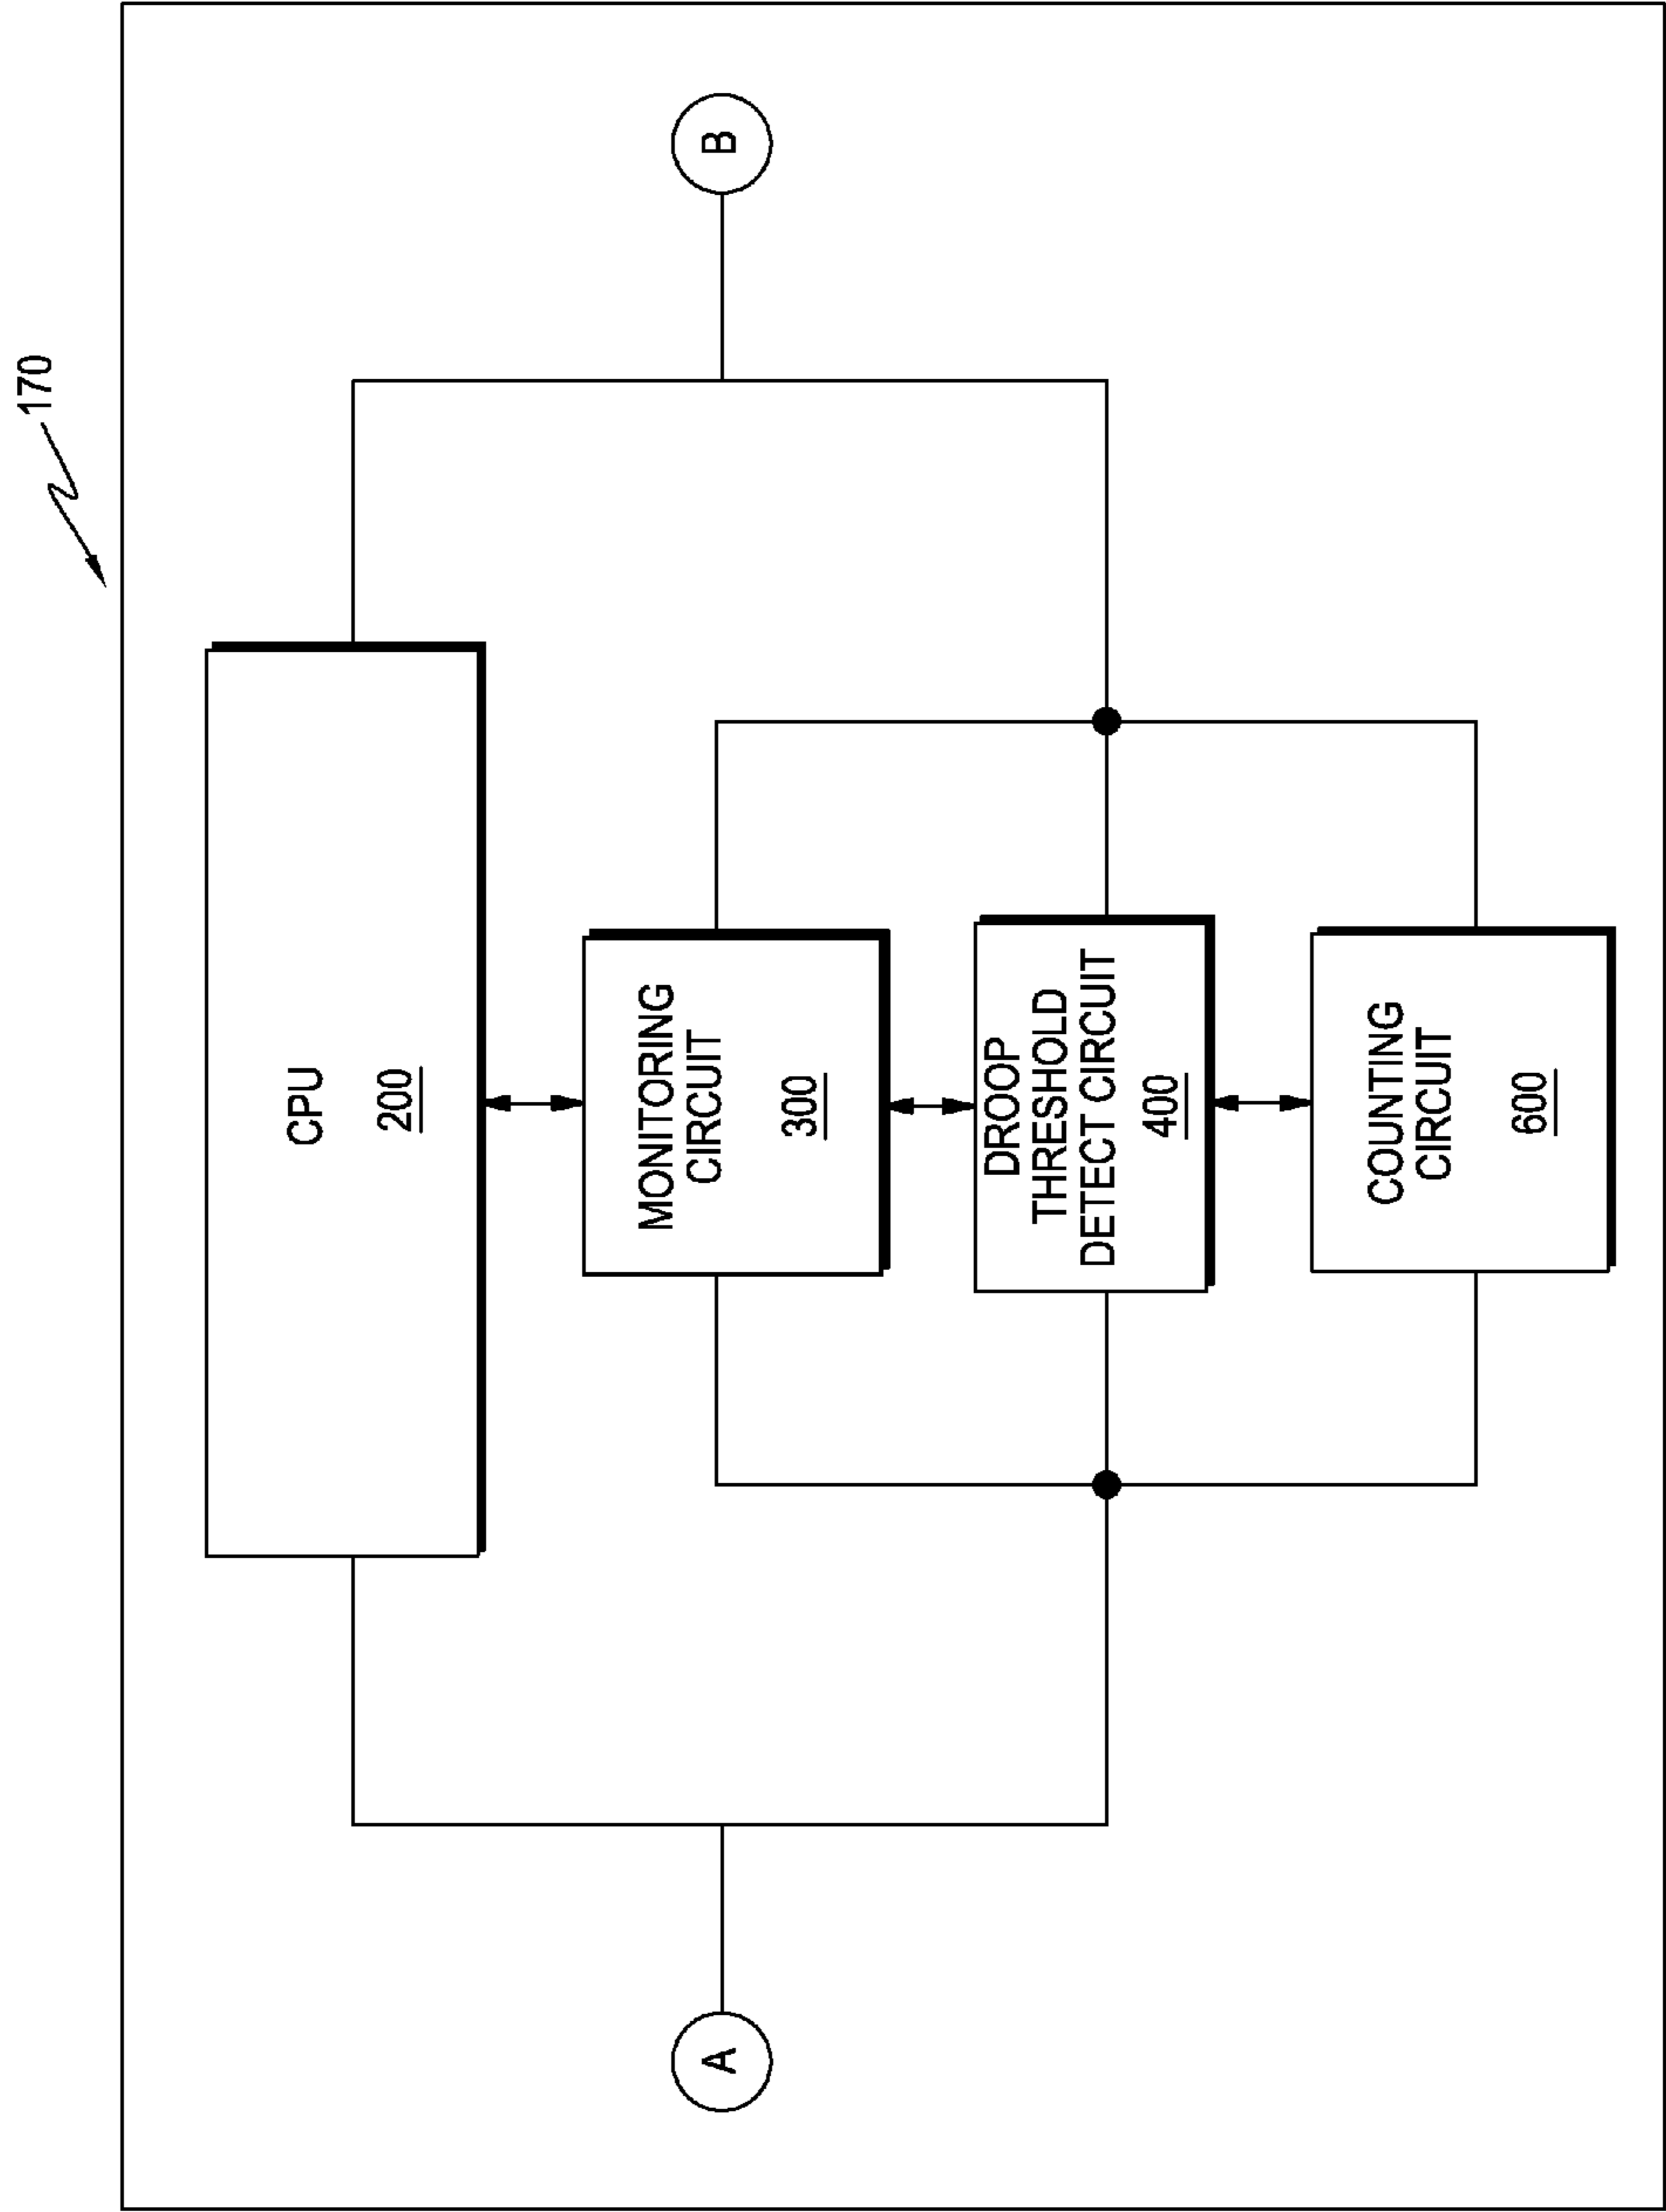 170
CPU
200
MONITORING
CIRCUIT
300
DROOP
THRESHOLD
DETECT CIRCUIT
400
COUNTING
CIRCUIT
600
A
B